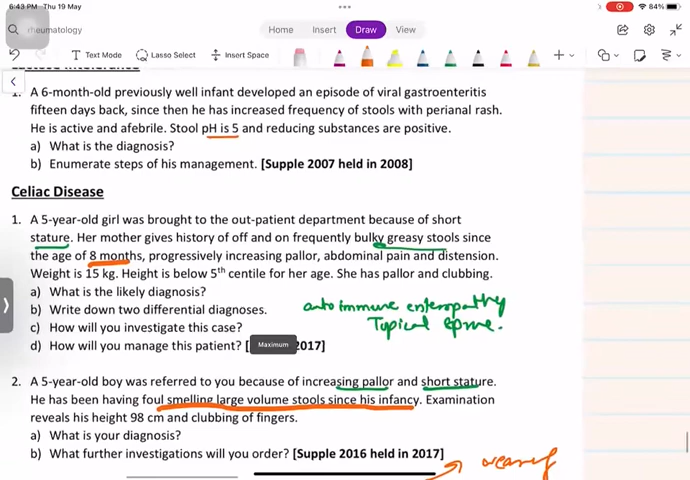 6:43 PM Thu 19 May
84%
rheumatology
Home Insert Draw View
Text Mode Lasso Select Insert Space
Lactose Intolerance
1. A 6-month-old previously well infant developed an episode of viral gastroenteritis
fifteen days back, since then he has increased frequency of stools with perianal rash.
He is active and afebrile. Stool pH is 5 and reducing substances are positive.
a) What is the diagnosis?
b) Enumerate steps of his management. [Supple 2007 held in 2008]
Celiac Disease
1. A 5-year-old girl was brought to the out-patient department because of short
stature. Her mother gives history of off and on frequently bulky greasy stools since
the age of 8 months, progressively increasing pallor, abdominal pain and distension.
Weight is 15 kg. Height is below 5th centile for her age. She has pallor and clubbing.
a) What is the likely diagnosis?
b) Write down two differential diagnoses.
auto immune enteropathy
c) How will you investigate this case?
Topical Sprue.
d) How will you manage this patient? [
Maximum
2017]
2. A 5-year-old boy was referred to you because of increasing pallor and short stature.
He has been having foul smelling large volume stools since his infancy. Examination
reveals his height 98 cm and clubbing of fingers.
a) What is your diagnosis?
b) What further investigations will you order? [Supple 2016 held in 2017]